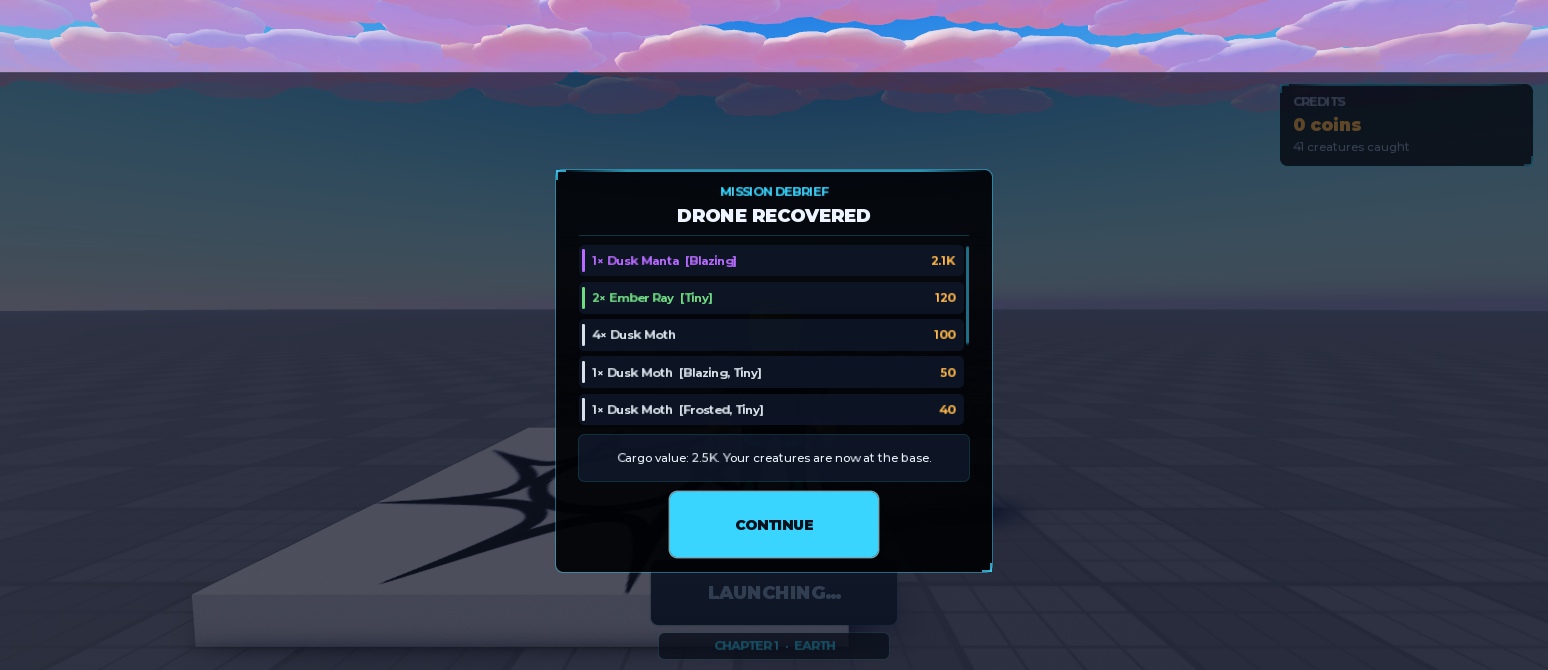 CREDITS
0 coins
41 creatures caught
MISSION DEBRIEF
DRONE RECOVERED
1× Dusk Manta [Blazing] 2.1K
2× Ember Ray [Tiny] 120
4× Dusk Moth 100
1× Dusk Moth [Blazing, Tiny] 50
1× Dusk Moth [Frosted, Tiny] 40
Cargo value: 2.5K. Your creatures are now at the base.
CONTINUE
LAUNCHING...
CHAPTER 1 · EARTH